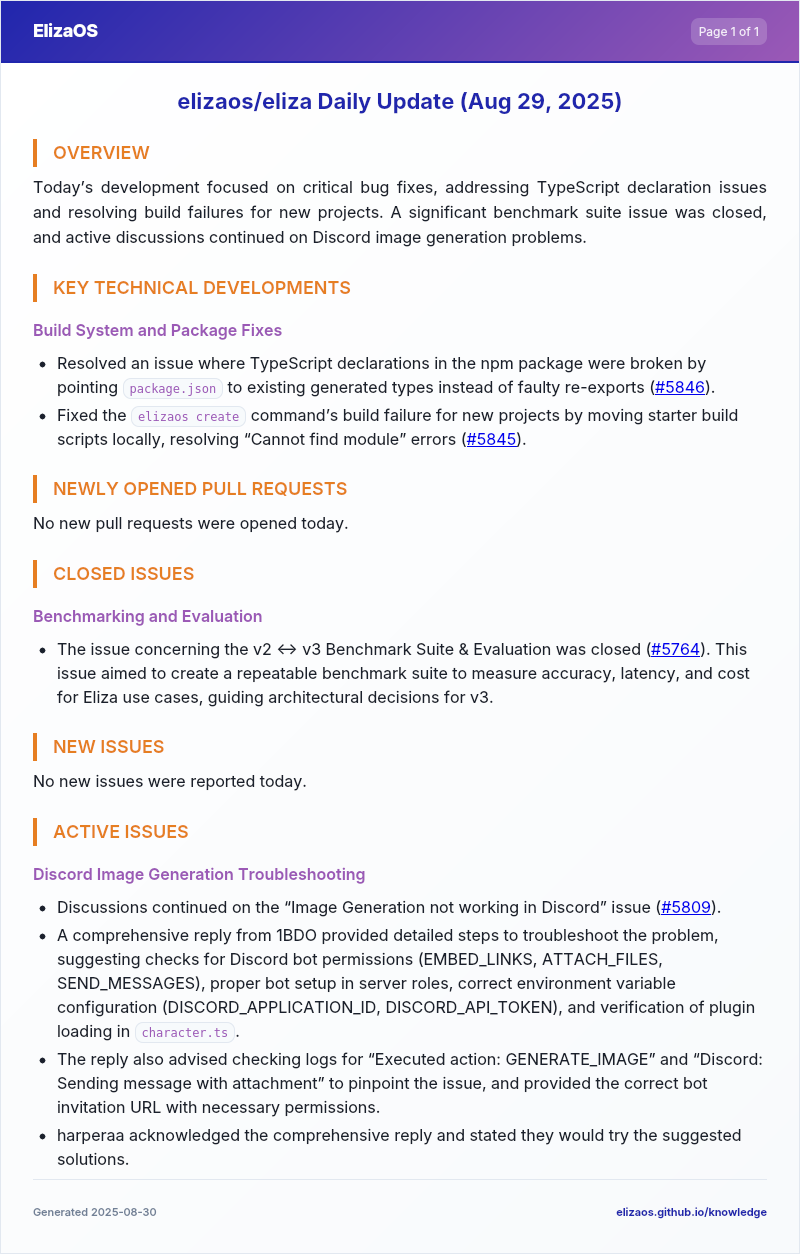 ElizaOS
Page 1 of 1
elizaos/eliza Daily Update (Aug 29, 2025)
OVERVIEW
Today’s development focused on critical bug fixes, addressing TypeScript declaration issues
and resolving build failures for new projects. A significant benchmark suite issue was closed,
and active discussions continued on Discord image generation problems.
KEY TECHNICAL DEVELOPMENTS
Build System and Package Fixes
• Resolved an issue where TypeScript declarations in the npm package were broken by
pointing package.json to existing generated types instead of faulty re-exports (#5846).
• Fixed the elizaos create command’s build failure for new projects by moving starter build
scripts locally, resolving “Cannot find module” errors (#5845).
NEWLY OPENED PULL REQUESTS
No new pull requests were opened today.
CLOSED ISSUES
Benchmarking and Evaluation
• The issue concerning the v2 ↔ v3 Benchmark Suite & Evaluation was closed (#5764). This
issue aimed to create a repeatable benchmark suite to measure accuracy, latency, and cost
for Eliza use cases, guiding architectural decisions for v3.
NEW ISSUES
No new issues were reported today.
ACTIVE ISSUES
Discord Image Generation Troubleshooting
• Discussions continued on the “Image Generation not working in Discord” issue (#5809).
• A comprehensive reply from 1BDO provided detailed steps to troubleshoot the problem,
suggesting checks for Discord bot permissions (EMBED_LINKS, ATTACH_FILES,
SEND_MESSAGES), proper bot setup in server roles, correct environment variable
configuration (DISCORD_APPLICATION_ID, DISCORD_API_TOKEN), and verification of plugin
loading in character.ts.
• The reply also advised checking logs for “Executed action: GENERATE_IMAGE” and “Discord:
Sending message with attachment” to pinpoint the issue, and provided the correct bot
invitation URL with necessary permissions.
• harperaa acknowledged the comprehensive reply and stated they would try the suggested
solutions.
Generated 2025-08-30
elizaos.github.io/knowledge